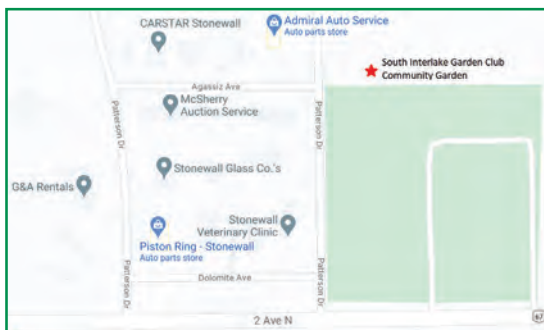 CARSTAR Stonewall
Admiral Auto Service
Auto parts store
South Interlake Garden Club
Community Garden
Agassiz Ave
McSherry
Auction Service
Patterson Dr
Patterson Dr
Stonewall Glass Co.'s
G&A Rentals
Stonewall
Veterinary Clinic
Piston Ring - Stonewall
Auto parts store
Patterson Dr
Patterson Dr
Dolomite Ave
2 Ave N
67